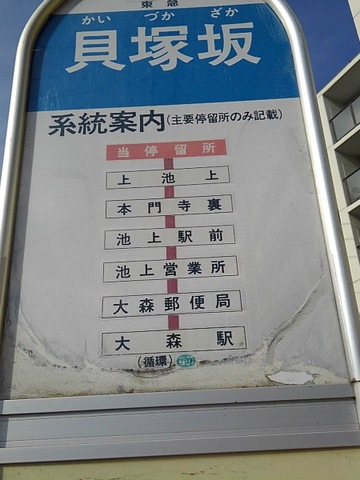 東急
かい づか ざか
貝塚坂
系統案内(主要停留所のみ記載)
当停留所
上池上
本門寺裏
池上駅前
池上営業所
大森郵便局
大森駅
(循環)